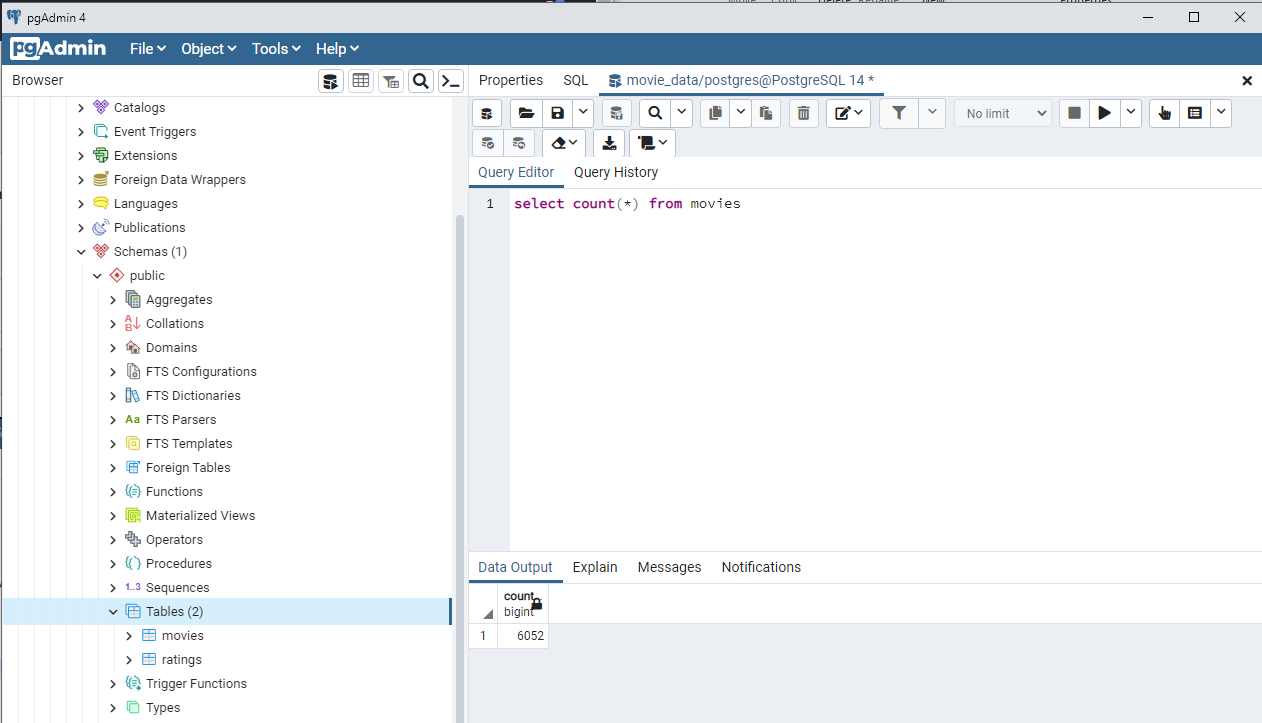 pgAdmin 4
pgAdmin File Object Tools Help
Browser
Catalogs
Event Triggers
Extensions
Foreign Data Wrappers
Languages
Publications
Schemas (1)
public
Aggregates
Collations
Domains
FTS Configurations
FTS Dictionaries
Aa FTS Parsers
FTS Templates
Foreign Tables
Functions
Materialized Views
Operators
Procedures
1..3 Sequences
Tables (2)
movies
ratings
Trigger Functions
Types
Properties SQL movie_data/postgres@PostgreSQL 14 *
No limit
Query Editor Query History
1 select count(*) from movies
Data Output Explain Messages Notifications
count
bigint
1 6052